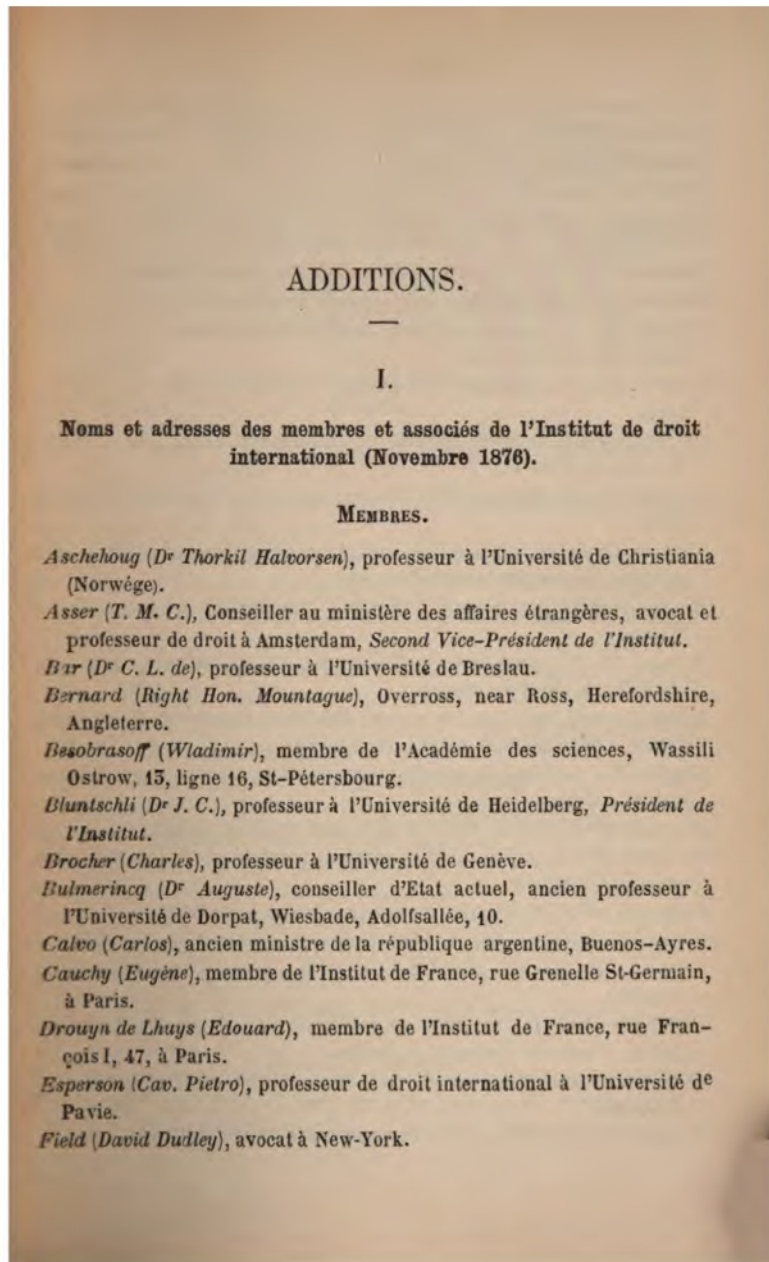 ADDITIONS.
I.
Noms et adresses des membres et associés de l'Institut de droit
international (Novembre 1876).
MEMBRES.
Aschehoug (Dr Thorkil Halvorsen), professeur à l'Université de Christiania
(Norwége).
Asser (T. M. C.), Conseiller au ministère des affaires étrangères, avocat et
professeur de droit à Amsterdam, Second Vice-Président de l'Institut.
Bar (Dr C. L. de), professeur à l'Université de Breslau.
Bernard (Right Hon. Mountague), Overross, near Ross, Herefordshire,
Angleterre.
Besobrasoff (Wladimir), membre de l'Académie des sciences, Wassili
Ostrow, 13, ligne 16, St-Pétersbourg.
Bluntschli (Dr J. C.), professeur à l'Université de Heidelberg, Président de
l'Institut.
Brocher (Charles), professeur à l'Université de Genève.
Bulmerincq (Dr Auguste), conseiller d'Etat actuel, ancien professeur à
l'Université de Dorpat, Wiesbade, Adolfsallée, 10.
Calvo (Carlos), ancien ministre de la république argentine, Buenos-Ayres.
Cauchy (Eugène), membre de l'Institut de France, rue Grenelle St-Germain,
à Paris.
Drouyn de Lhuys (Edouard), membre de l'Institut de France, rue Fran-
çois I, 47, à Paris.
Esperson (Cav. Pietro), professeur de droit international à l'Université de
Pavie.
Field (David Dudley), avocat à New-York.